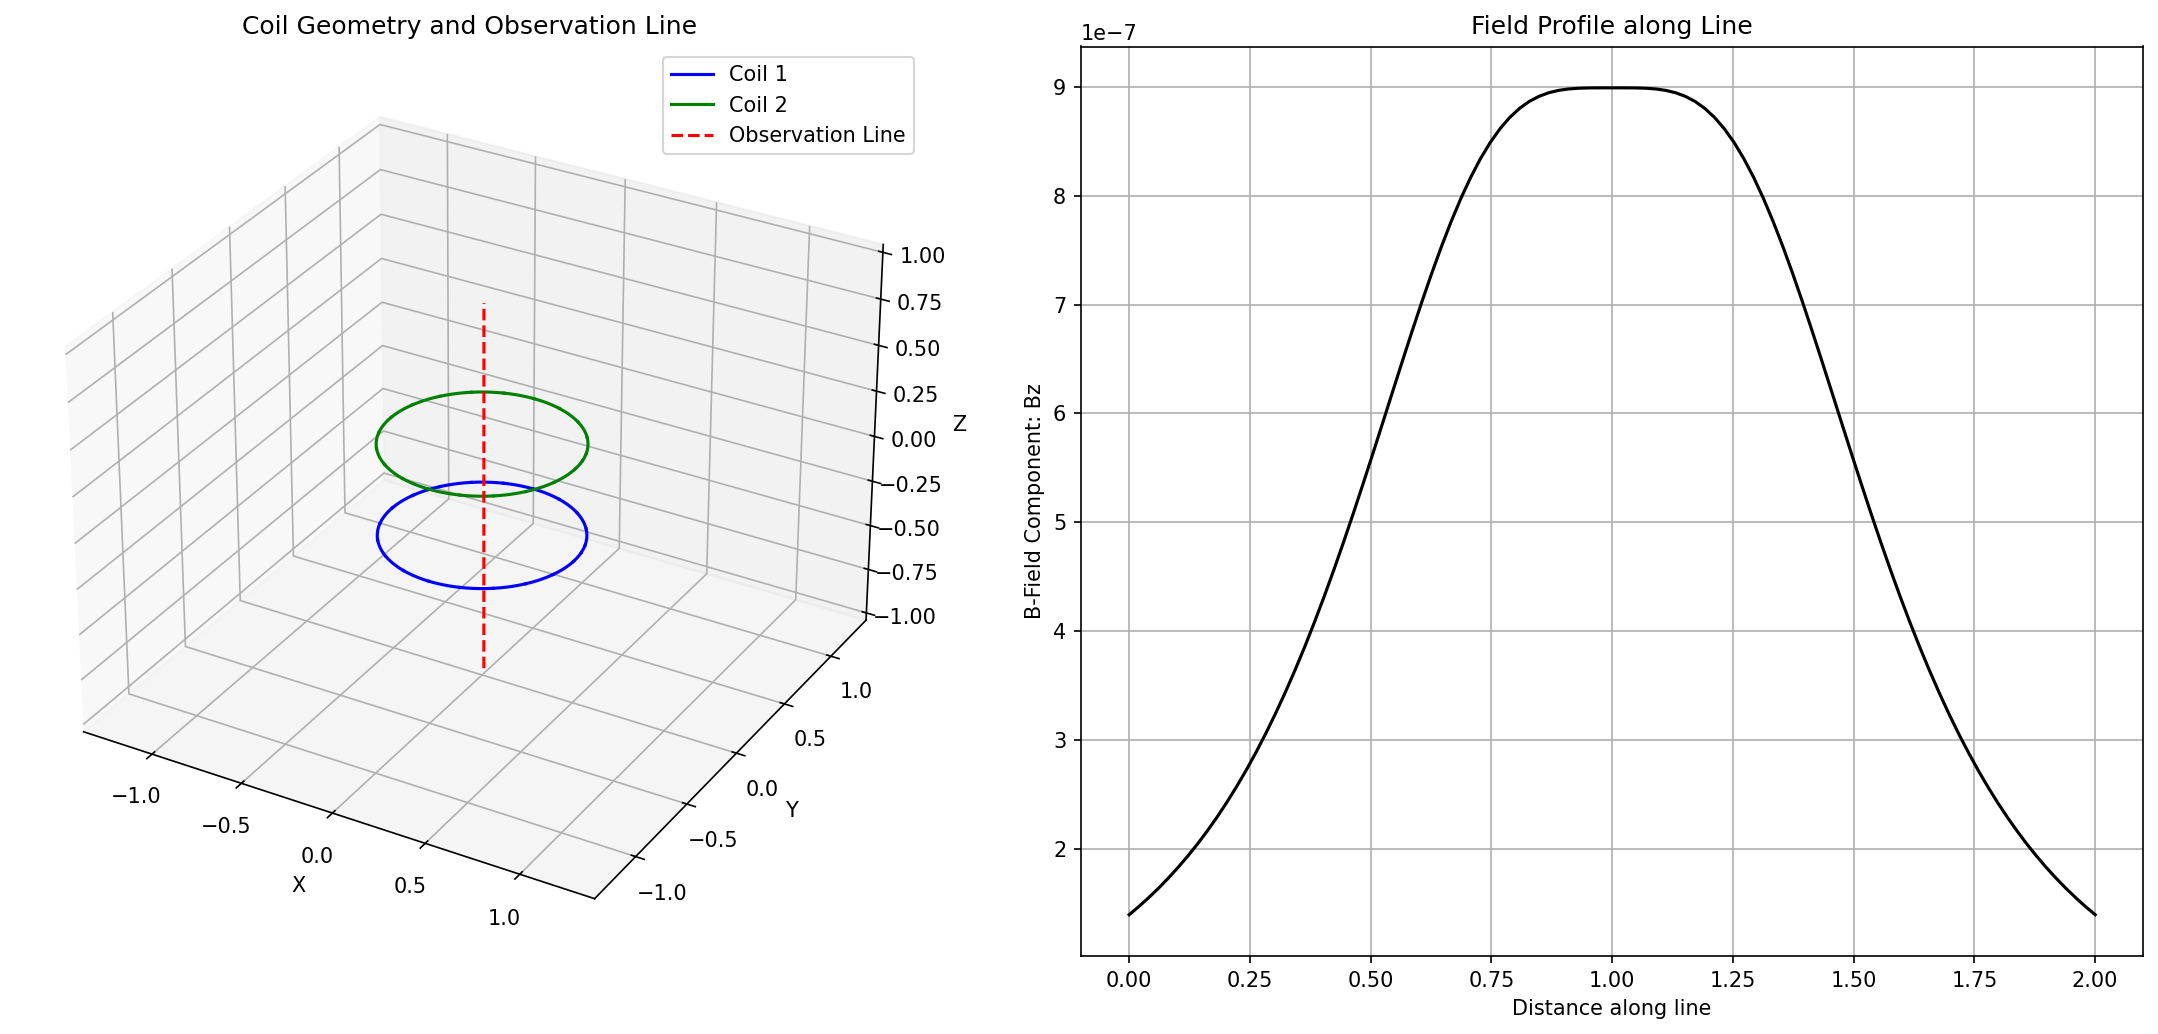 Coil Geometry and Observation Line
Coil 1
Coil 2
Observation Line
1.00
0.75
0.50
0.25
0.00
−0.25
−0.50
−0.75
−1.00
Z
1.0
0.5
0.0
−0.5
−1.0
Y
−1.0
−0.5
0.0
0.5
1.0
X
Field Profile along Line
1e−7
9
8
7
6
5
4
3
2
B-Field Component: Bz
0.00 0.25 0.50 0.75 1.00 1.25 1.50 1.75 2.00
Distance along line